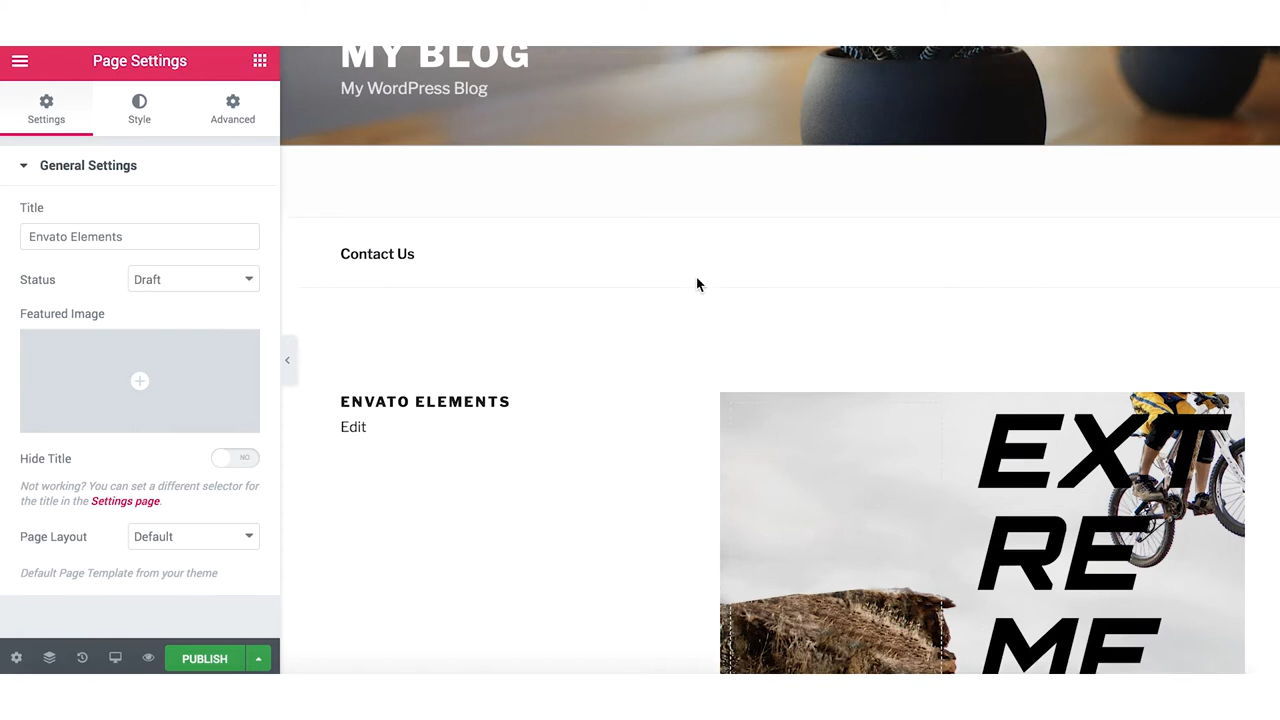 Page Settings
Settings
Style
Advanced
General Settings
Title
Envato Elements
Status
Draft
Featured Image
Hide Title
NO
Not working? You can set a different selector for
the title in the Settings page.
Page Layout
Default
Default Page Template from your theme
PUBLISH
MY BLOG
My WordPress Blog
Contact Us
ENVATO ELEMENTS
Edit
EXT
RE
ME